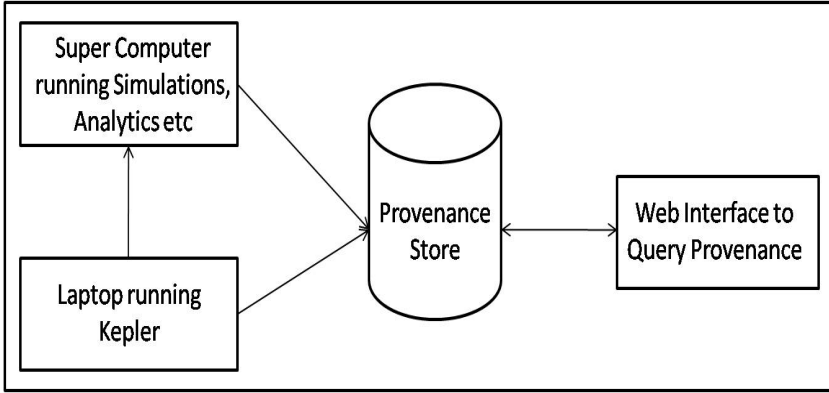 Super Computer
running Simulations,
Analytics etc
Laptop running
Kepler
Provenance
Store
Web Interface to
Query Provenance